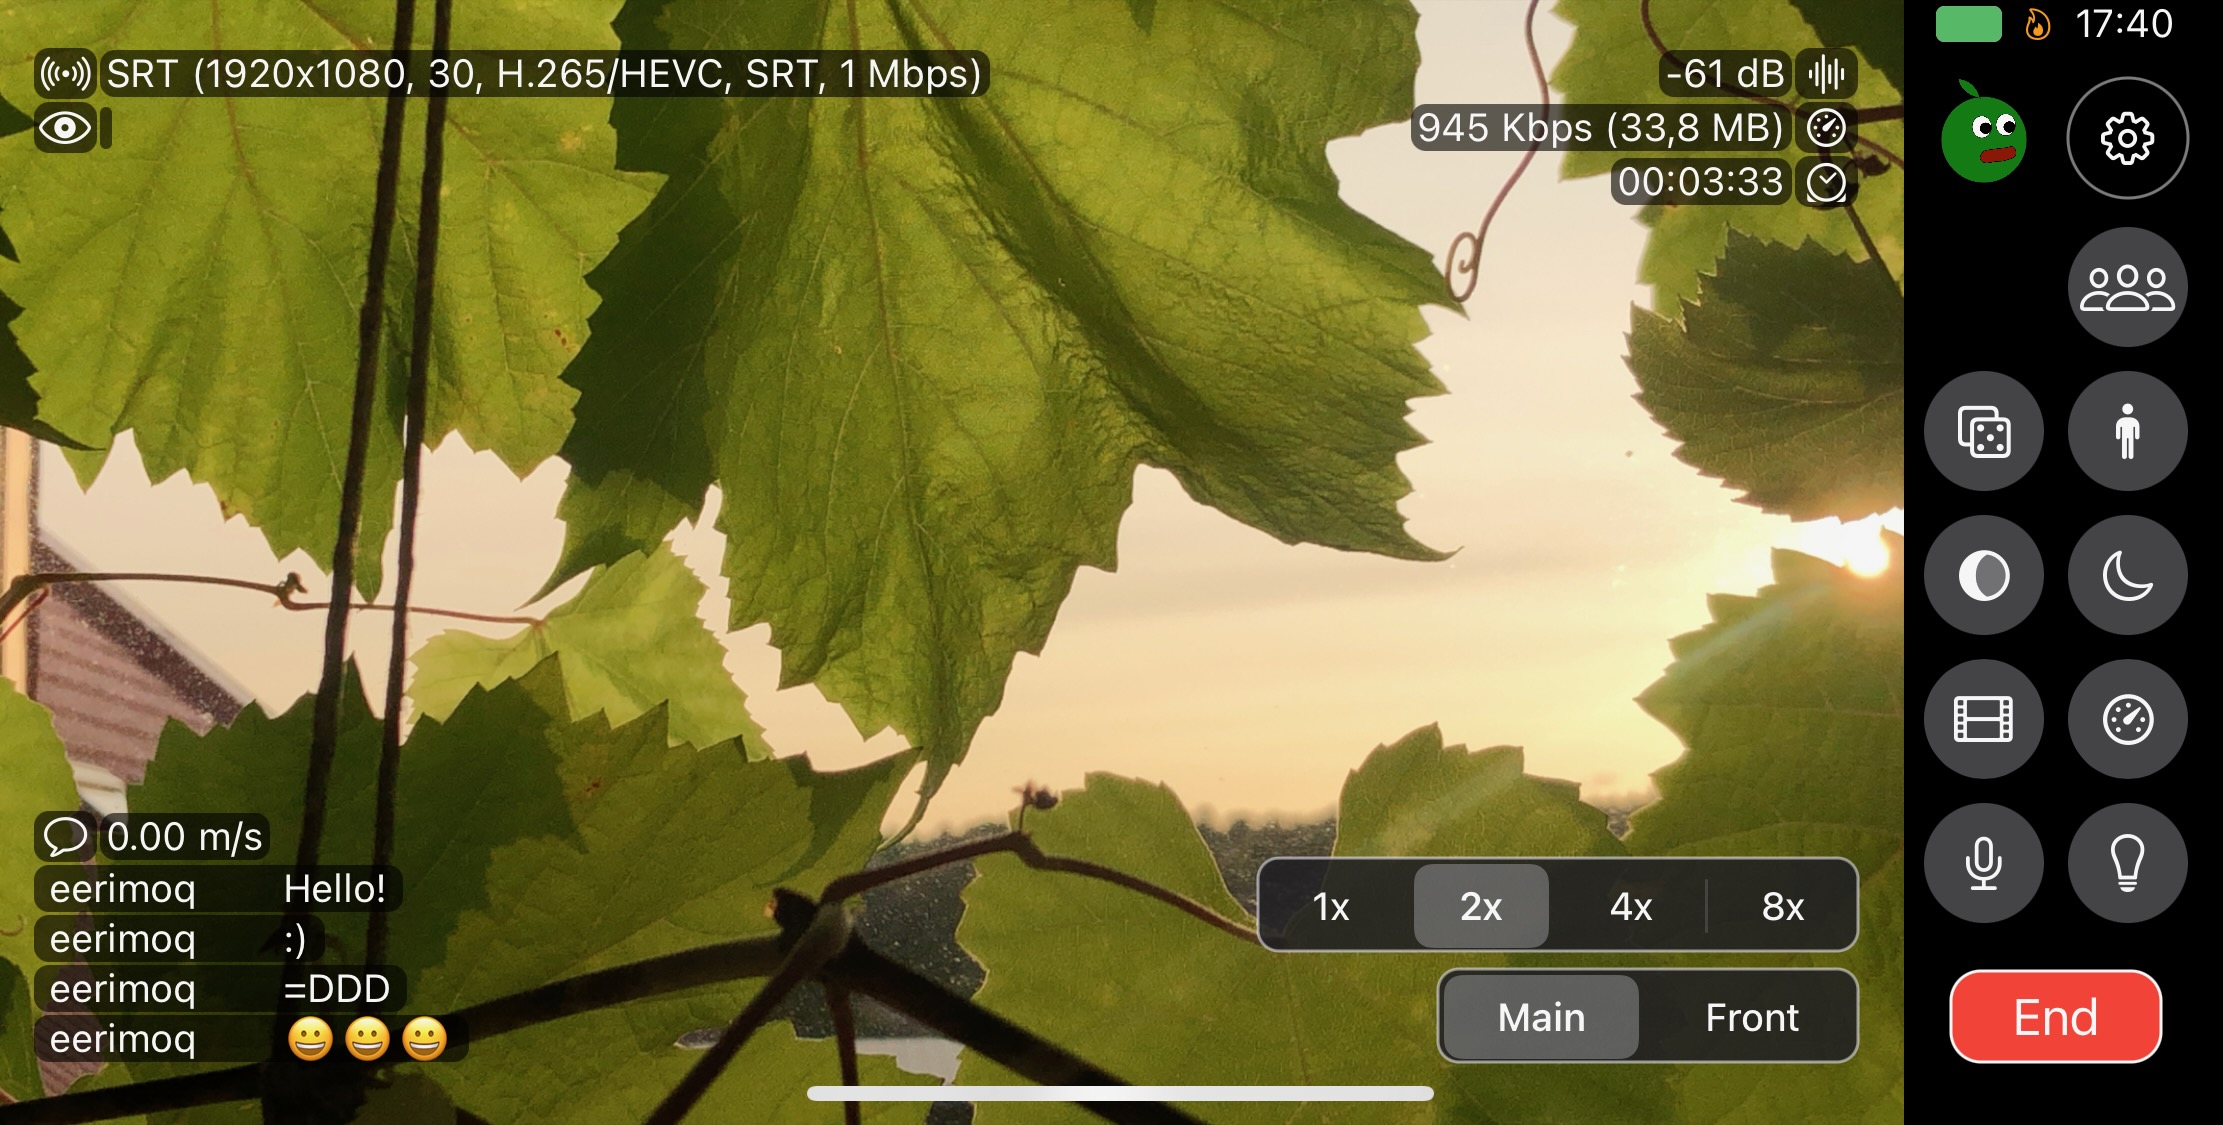 SRT (1920x1080, 30, H.265/HEVC, SRT, 1 Mbps)
-61 dB
945 Kbps (33,8 MB)
00:03:33
17:40
0.00 m/s
eerimoq Hello!
eerimoq :)
eerimoq =DDD
eerimoq 😀😀😀
1x 2x 4x 8x
Main Front
End